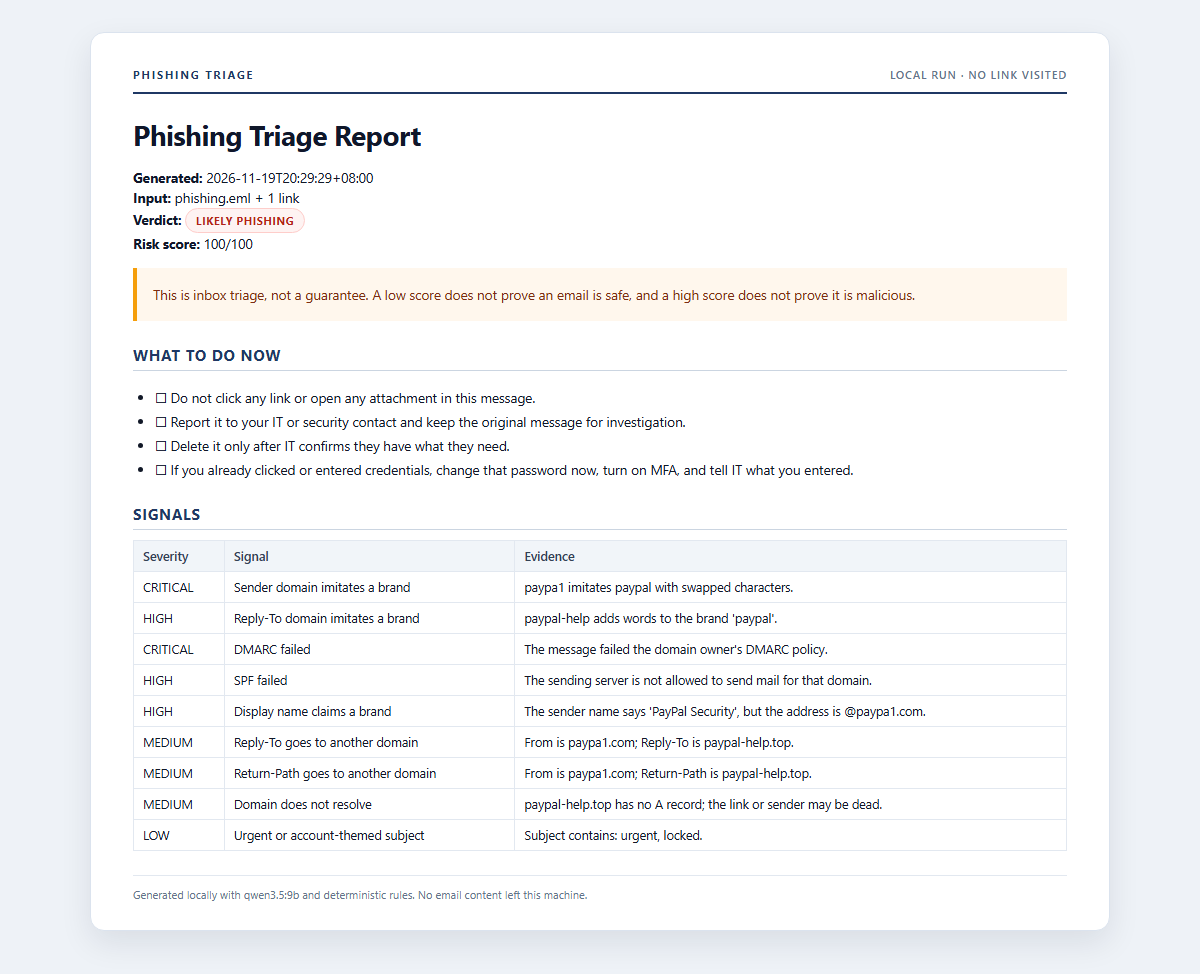 PHISHING TRIAGE
LOCAL RUN · NO LINK VISITED
Phishing Triage Report
Generated: 2026-11-19T20:29:29+08:00
Input: phishing.eml + 1 link
Verdict: LIKELY PHISHING
Risk score: 100/100
This is inbox triage, not a guarantee. A low score does not prove an email is safe, and a high score does not prove it is malicious.
WHAT TO DO NOW
• ☐ Do not click any link or open any attachment in this message.
• ☐ Report it to your IT or security contact and keep the original message for investigation.
• ☐ Delete it only after IT confirms they have what they need.
• ☐ If you already clicked or entered credentials, change that password now, turn on MFA, and tell IT what you entered.
SIGNALS
Severity Signal Evidence
CRITICAL Sender domain imitates a brand paypa1 imitates paypal with swapped characters.
HIGH Reply-To domain imitates a brand paypal-help adds words to the brand 'paypal'.
CRITICAL DMARC failed The message failed the domain owner's DMARC policy.
HIGH SPF failed The sending server is not allowed to send mail for that domain.
HIGH Display name claims a brand The sender name says 'PayPal Security', but the address is @paypa1.com.
MEDIUM Reply-To goes to another domain From is paypa1.com; Reply-To is paypal-help.top.
MEDIUM Return-Path goes to another domain From is paypa1.com; Return-Path is paypal-help.top.
MEDIUM Domain does not resolve paypal-help.top has no A record; the link or sender may be dead.
LOW Urgent or account-themed subject Subject contains: urgent, locked.
Generated locally with qwen3.5:9b and deterministic rules. No email content left this machine.